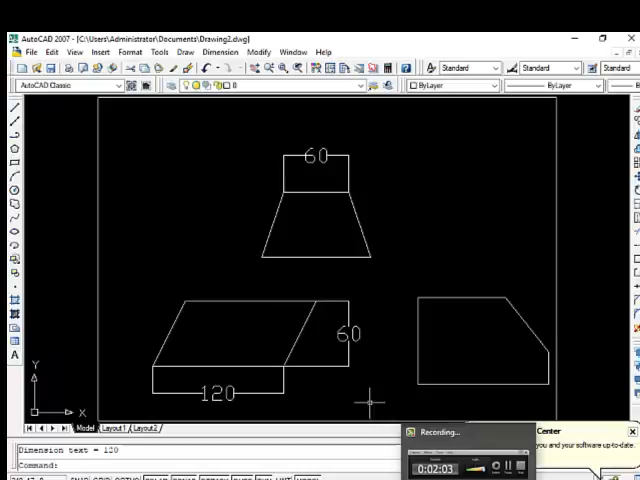 AutoCAD 2007 - [C:\Users\Administrator\Documents\Drawing2.dwg]
File Edit View Insert Format Tools Draw Dimension Modify Window Help
Standard Standard Standard
AutoCAD Classic 0 ByLayer ByLayer
60
60
120
Y
X
A
Model Layout1 Layout2
Dimension text = 120
Command:
Recording...
0:02:03
Center
you and your software up-to-date.